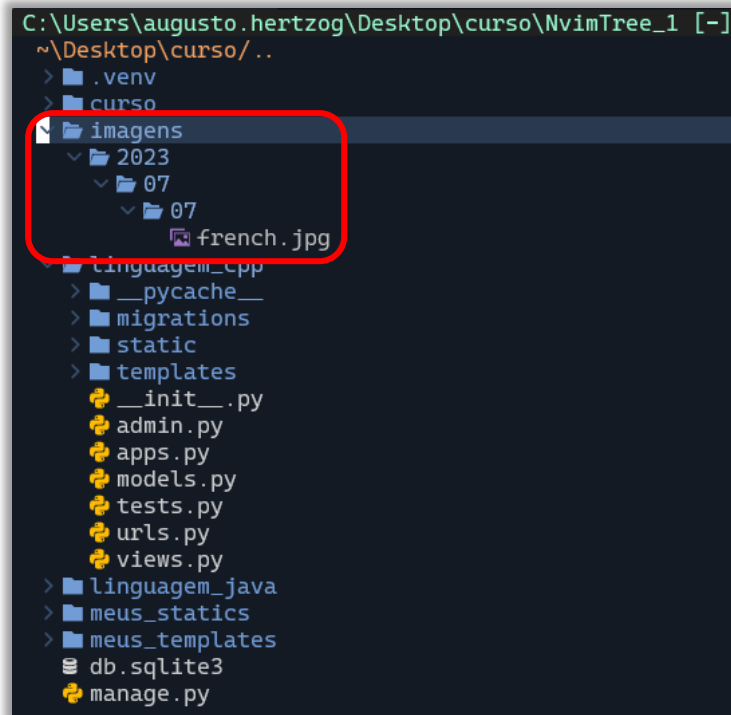 C:\Users\augusto.hertzog\Desktop\curso\NvimTree_1 [-]
~\Desktop\curso/..
.venv
curso
imagens
2023
07
07
french.jpg
linguagem_cpp
__pycache__
migrations
static
templates
__init__.py
admin.py
apps.py
models.py
tests.py
urls.py
views.py
linguagem_java
meus_statics
meus_templates
db.sqlite3
manage.py